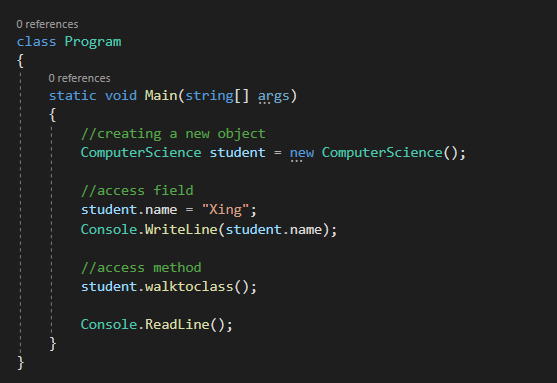 0 references
class Program
{
0 references
static void Main(string[] args)
{
//creating a new object
ComputerScience student = new ComputerScience();
//access field
student.name = "Xing";
Console.WriteLine(student.name);
//access method
student.walktoclass();
Console.ReadLine();
}
}